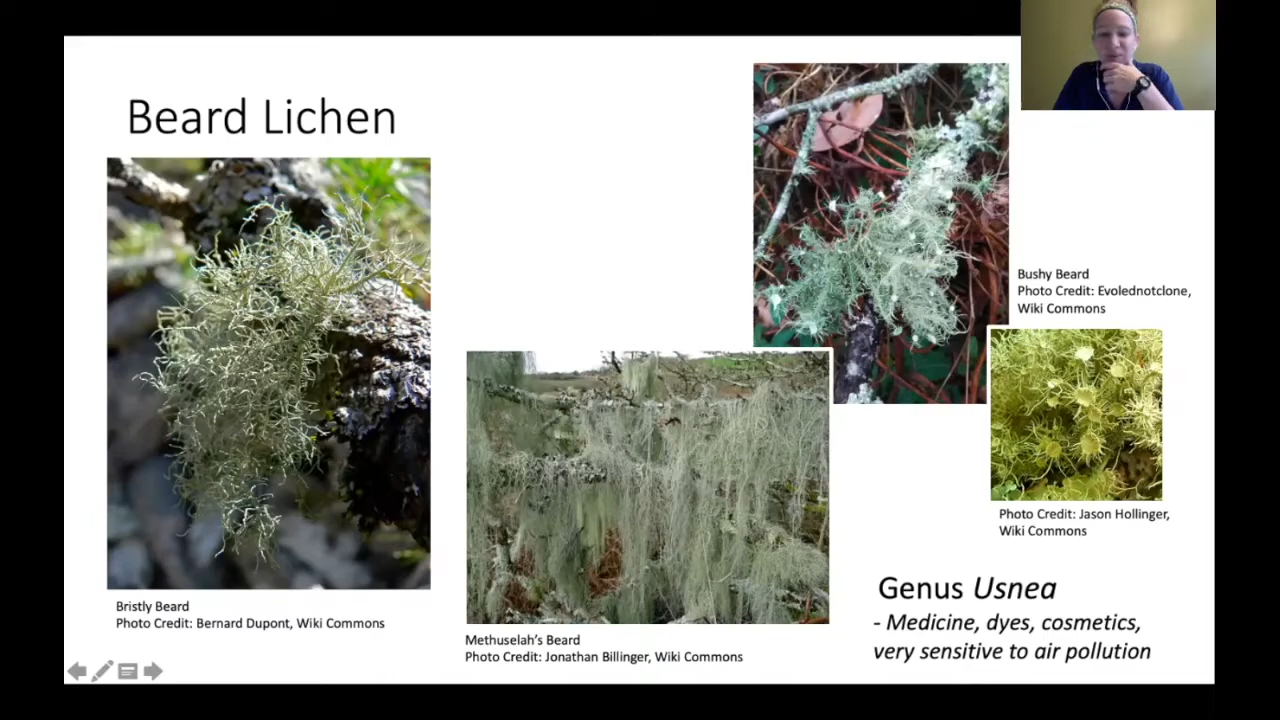 Beard Lichen
Bristly Beard
Photo Credit: Bernard Dupont, Wiki Commons
Methuselah's Beard
Photo Credit: Jonathan Billinger, Wiki Commons
Bushy Beard
Photo Credit: Evolednotclone,
Wiki Commons
Photo Credit: Jason Hollinger,
Wiki Commons
Genus Usnea
- Medicine, dyes, cosmetics,
very sensitive to air pollution